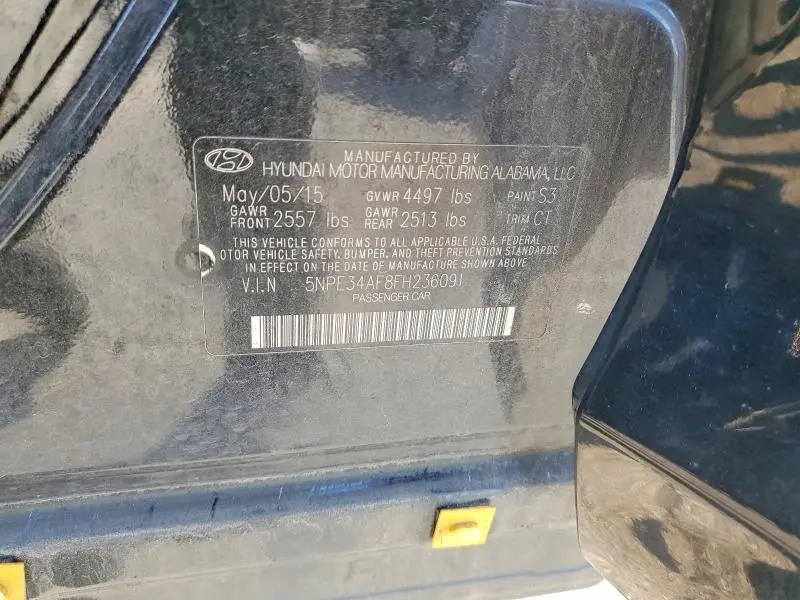 MANUFACTURED BY
HYUNDAI MOTOR MANUFACTURING ALABAMA, LLC
May/05/15 GVWR 4497 lbs PAINT S3
GAWR FRONT 2557 lbs GAWR REAR 2513 lbs TRIM CT
THIS VEHICLE CONFORMS TO ALL APPLICABLE U.S.A. FEDERAL
OTOR VEHICLE SAFETY, BUMPER, AND THEFT PREVENTION STANDARDS
IN EFFECT ON THE DATE OF MANUFACTURE SHOWN ABOVE
V.I.N 5NPE34AF8FH236091
PASSENGER CAR